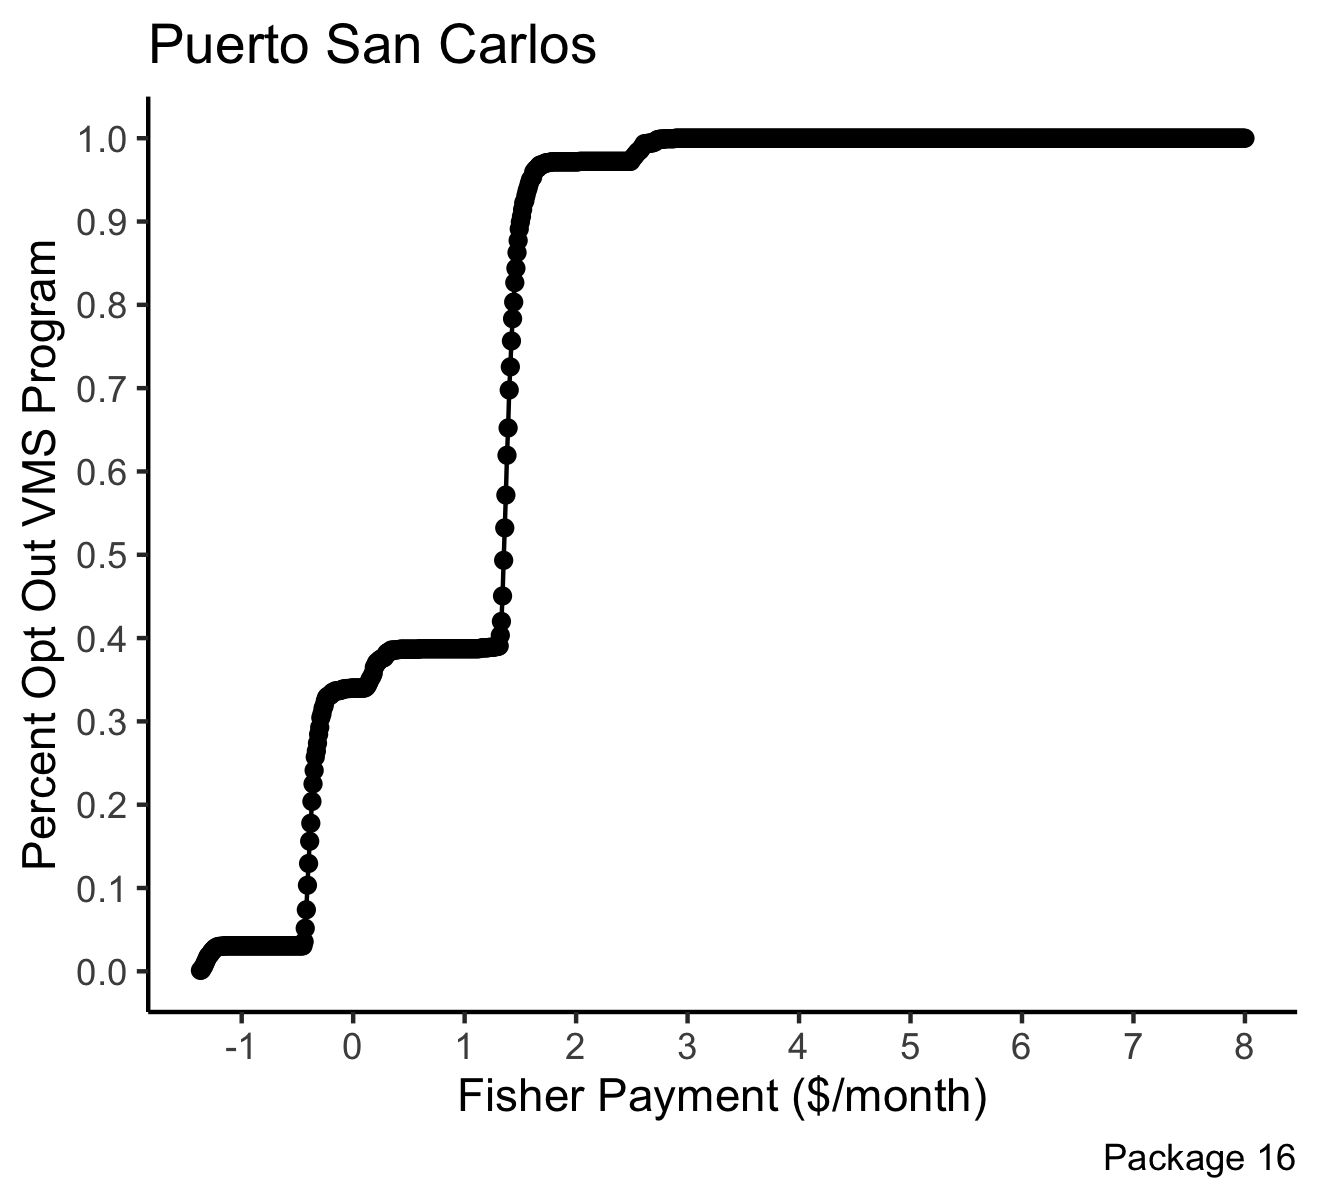 Puerto San Carlos
Percent Opt Out VMS Program
1.0
0.9
0.8
0.7
0.6
0.5
0.4
0.3
0.2
0.1
0.0
-1 0 1 2 3 4 5 6 7 8
Fisher Payment ($/month)
Package 16